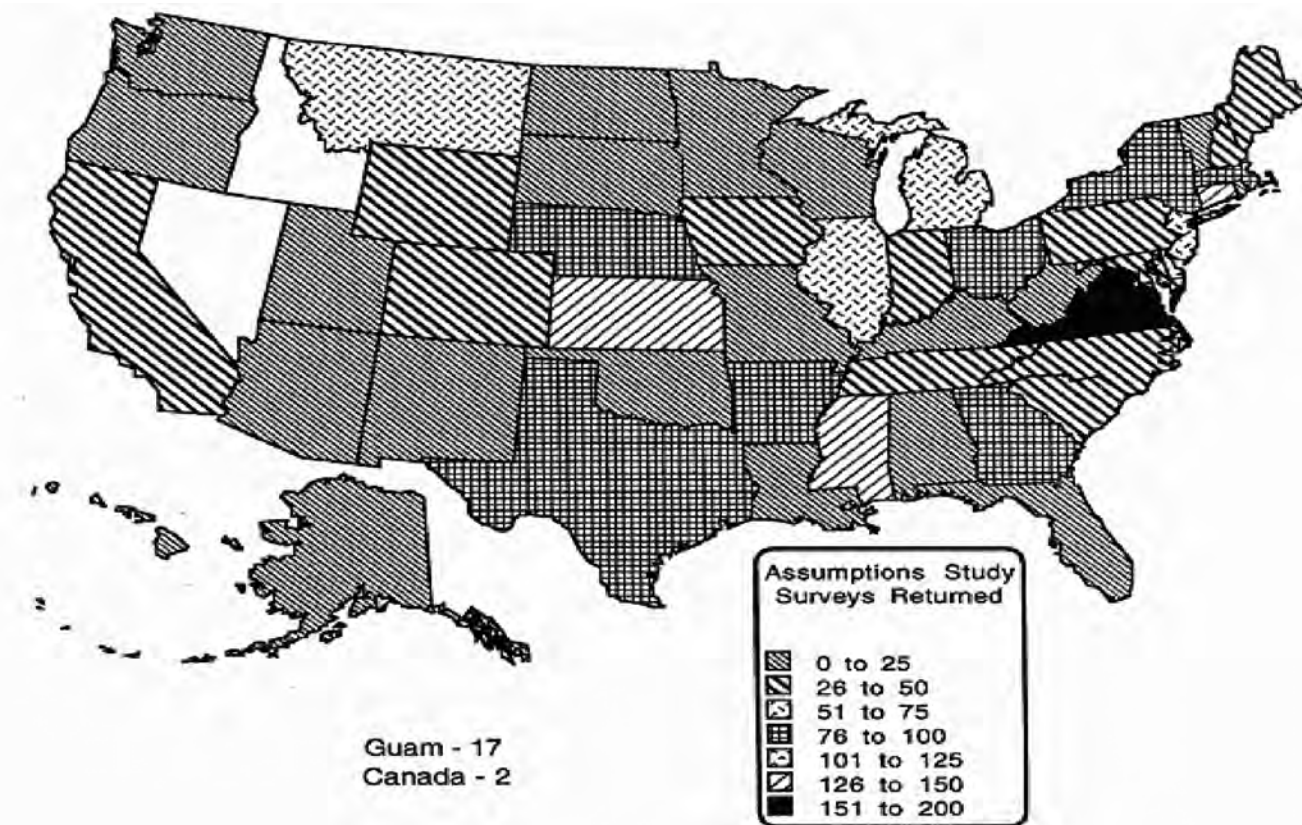 Assumptions Study
Surveys Returned
0 to 25
26 to 50
51 to 75
76 to 100
101 to 125
126 to 150
151 to 200
Guam - 17
Canada - 2